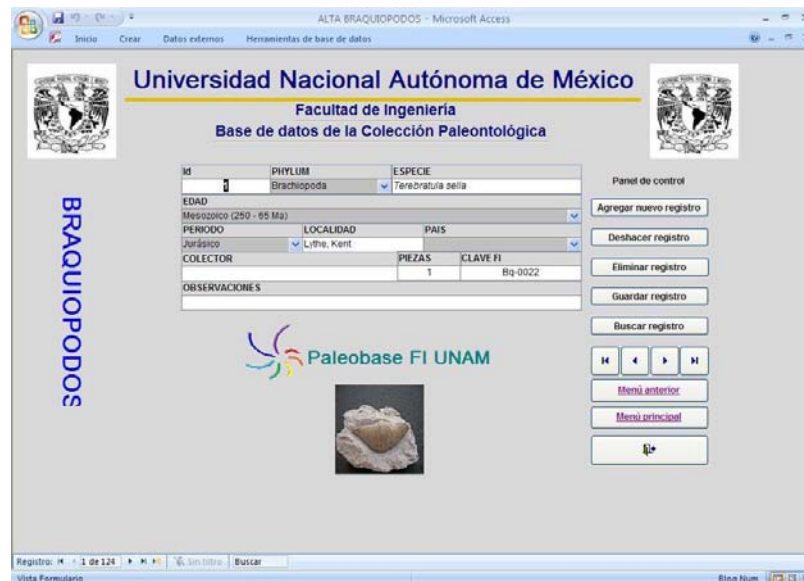 ALTA BRAQUIOPODOS - Microsoft Access
Inicio Crear Datos externos Herramientas de base de datos
Universidad Nacional Autónoma de México
Facultad de Ingeniería
Base de datos de la Colección Paleontológica
BRAQUIOPODOS
Id PHYLUM ESPECIE
1 Brachiopoda Terebratula sella
EDAD
Mesozoico (250 - 65 Ma)
PERIODO LOCALIDAD PAIS
Jurásico Lythe, Kent
COLECTOR PIEZAS CLAVE FI
1 Bq-0022
OBSERVACIONES
Paleobase FI UNAM
Panel de control
Agregar nuevo registro
Deshacer registro
Eliminar registro
Guardar registro
Buscar registro
Menú anterior
Menú principal
Registro: 1 de 124 Sin filtro Buscar
Vista Formulario Bloq Num